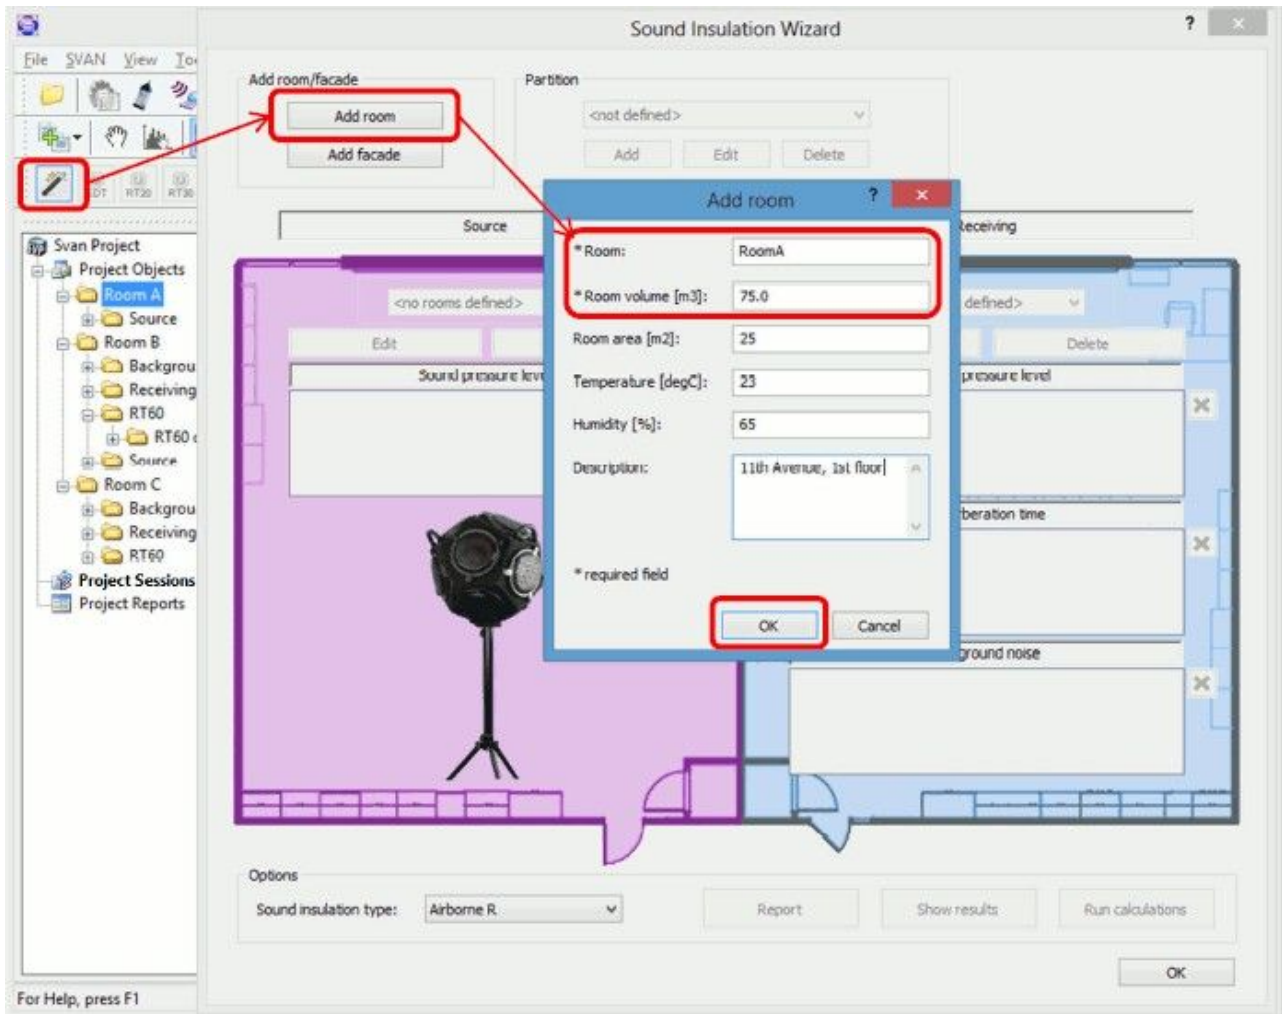 Sound Insulation Wizard
?
File SVAN View To
Add room/facade
Partition
Add room
<not defined>
Add facade
Add Edit Delete
RT20 RT30
Add room ?
Source
Receiving
Svan Project
Project Objects
Room A
Source
Room B
Backgrou
Receiving
RT60
RT60
Source
Room C
Backgrou
Receiving
RT60
Project Sessions
Project Reports
<no rooms defined>
defined>
Edit
Delete
Sound pressure leve
pressure level
* Room: RoomA
* Room volume [m3]: 75.0
Room area [m2]: 25
Temperature [degC]: 23
Humidity [%]: 65
Description: 11th Avenue, 1st floor
* required field
OK Cancel
rberation time
ground noise
Options
Sound insulation type: Airborne R
Report Show results Run calculations
OK
For Help, press F1